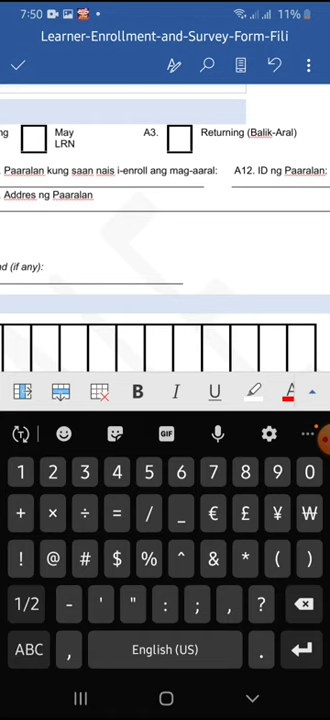 7:50 11%
Learner-Enrollment-and-Survey-Form-Fili
ng May LRN A3. Returning (Balik-Aral)
. Paaralan kung saan nais i-enroll ang mag-aaral: A12. ID ng Paaralan:
. Addres ng Paaralan
nd (if any):
B I U A
GIF
1 2 3 4 5 6 7 8 9 0
+ × ÷ = / _ € £ ¥ ₩
! @ # $ % ^ & * ( )
1/2 - ' " : ; , ?
ABC , English (US) .